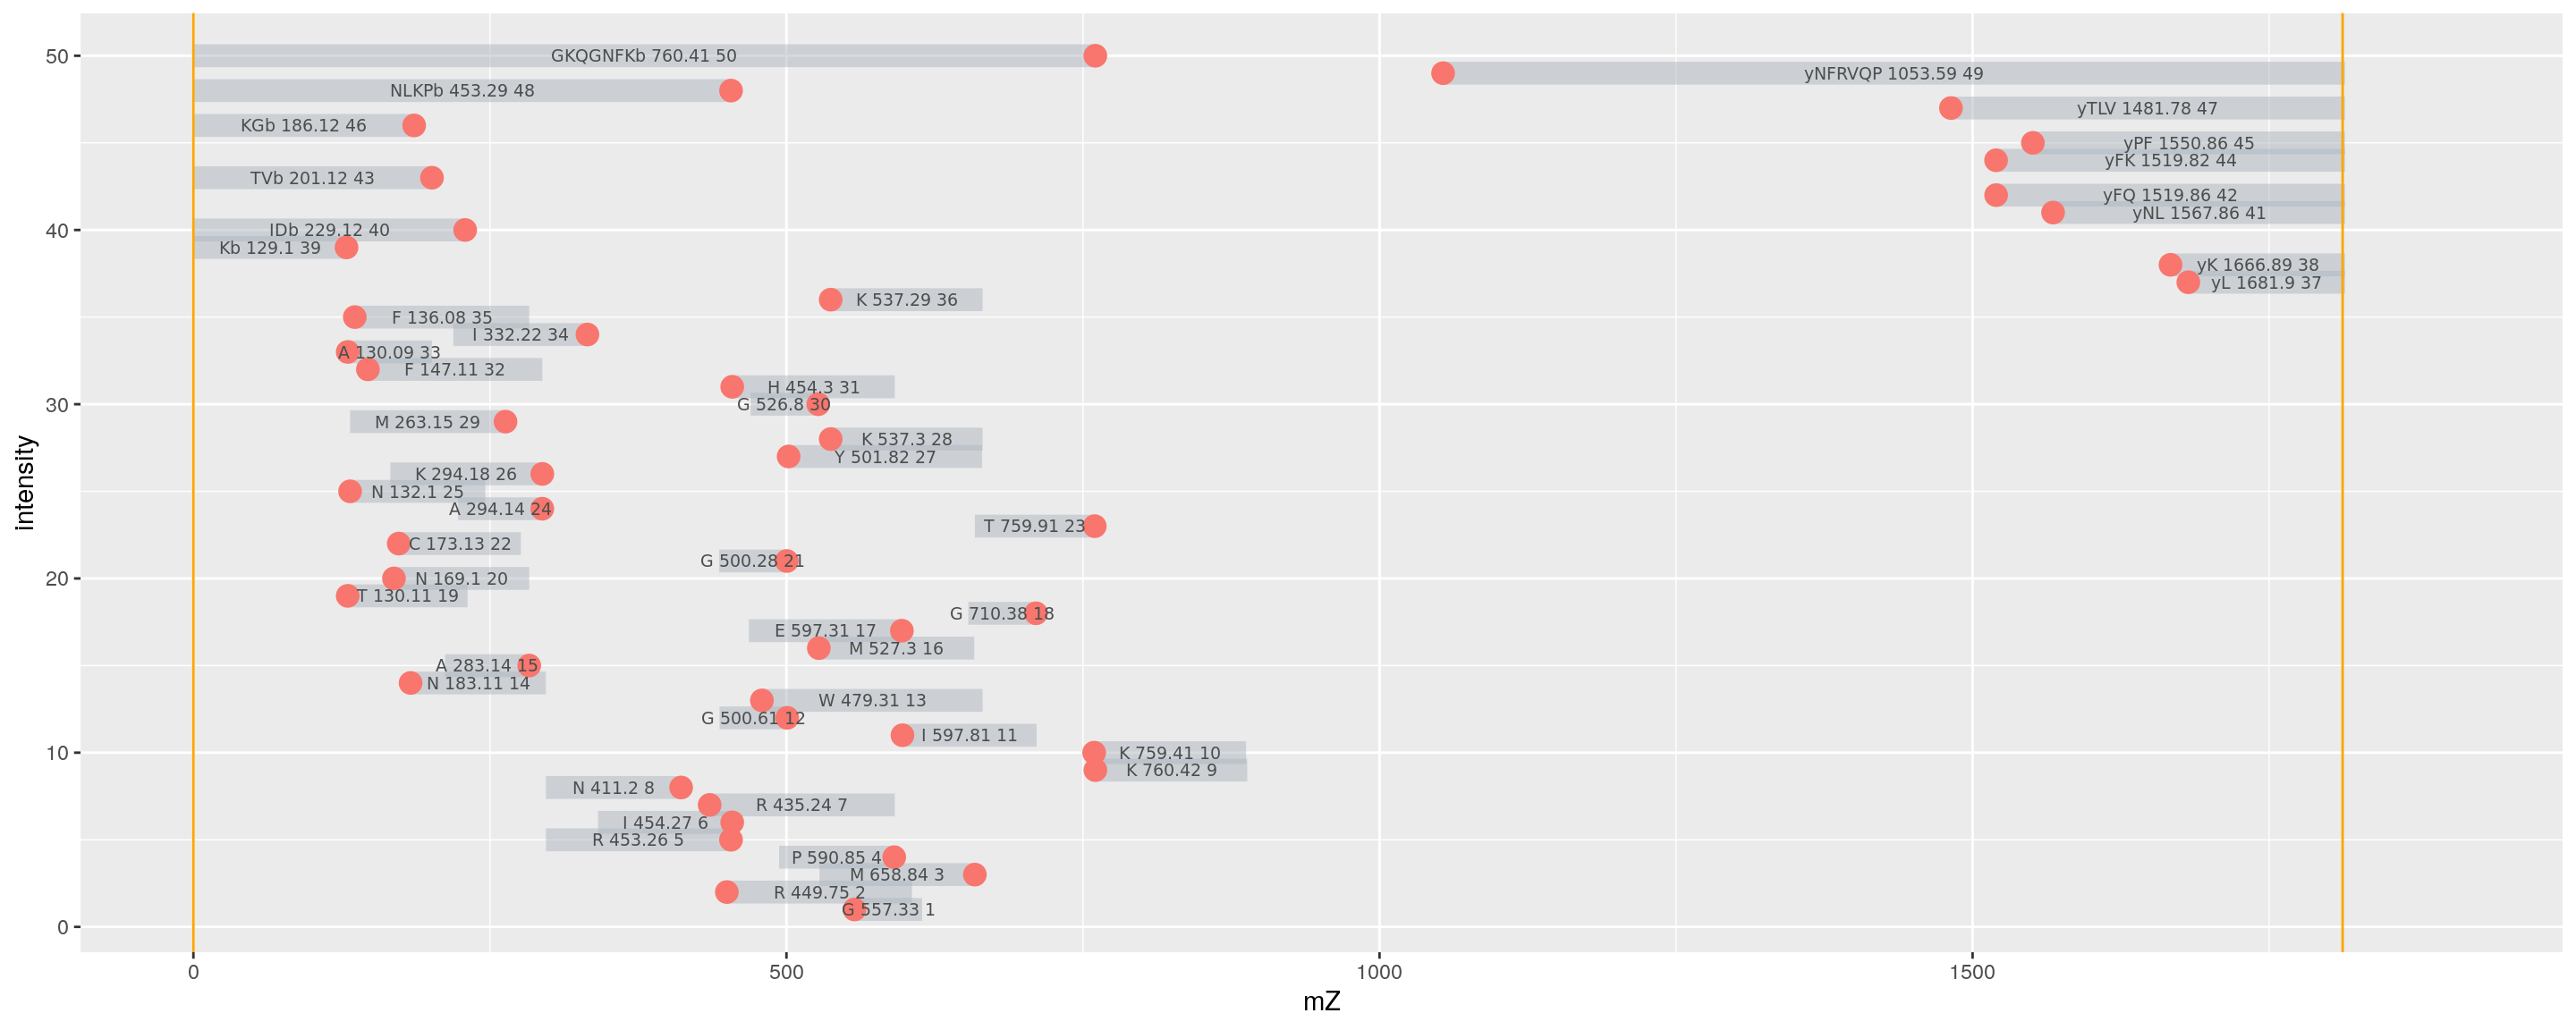 GKQGNFKb 760.41 50
yNFRVQP 1053.59 49
NLKPb 453.29 48
yTLV 1481.78 47
KGb 186.12 46
yPF 1550.86 45
yFK 1519.82 44
TVb 201.12 43
yFQ 1519.86 42
yNL 1567.86 41
IDb 229.12 40
Kb 129.1 39
yK 1666.89 38
yL 1681.9 37
K 537.29 36
F 136.08 35
I 332.22 34
A 130.09 33
F 147.11 32
H 454.3 31
G 526.8 30
M 263.15 29
K 537.3 28
Y 501.82 27
K 294.18 26
N 132.1 25
A 294.14 24
T 759.91 23
C 173.13 22
G 500.28 21
N 169.1 20
T 130.11 19
G 710.38 18
E 597.31 17
M 527.3 16
A 283.14 15
N 183.11 14
W 479.31 13
G 500.61 12
I 597.81 11
K 759.41 10
K 760.42 9
N 411.2 8
R 435.24 7
I 454.27 6
R 453.26 5
P 590.85 4
M 658.84 3
R 449.75 2
G 557.33 1
50
40
30
20
10
0
intensity
0
500
1000
1500
mZ